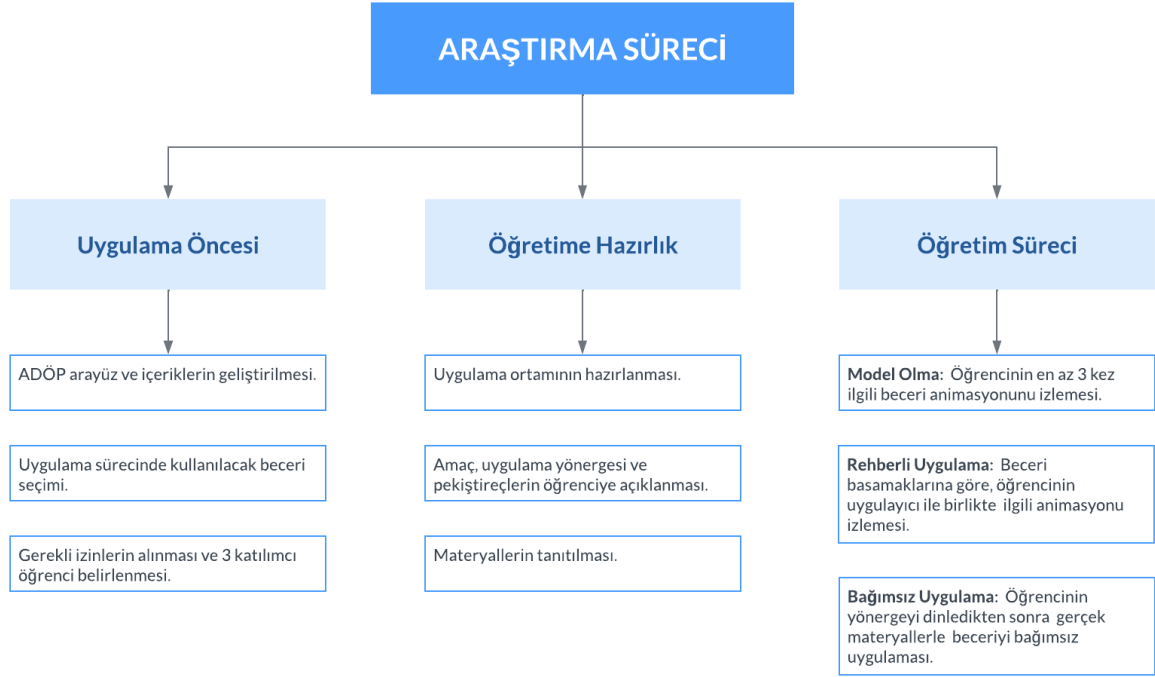 ARAŞTIRMA SÜRECİ
Uygulama Öncesi
ADÖP arayüz ve içeriklerin geliştirilmesi.
Uygulama sürecinde kullanılacak beceri
seçimi.
Gerekli izinlerin alınması ve 3 katılımcı
öğrenci belirlenmesi.
Öğretime Hazırlık
Uygulama ortamının hazırlanması.
Amaç, uygulama yönergesi ve
pekiştireçlerin öğrenciye açıklanması.
Materyallerin tanıtılması.
Öğretim Süreci
Model Olma: Öğrencinin en az 3 kez
ilgili beceri animasyonunu izlemesi.
Rehberli Uygulama: Beceri
basamaklarına göre, öğrencinin
uygulayıcı ile birlikte ilgili animasyonu
izlemesi.
Bağımsız Uygulama: Öğrencinin
yönergeyi dinledikten sonra gerçek
materyallerle beceriyi bağımsız
uygulaması.